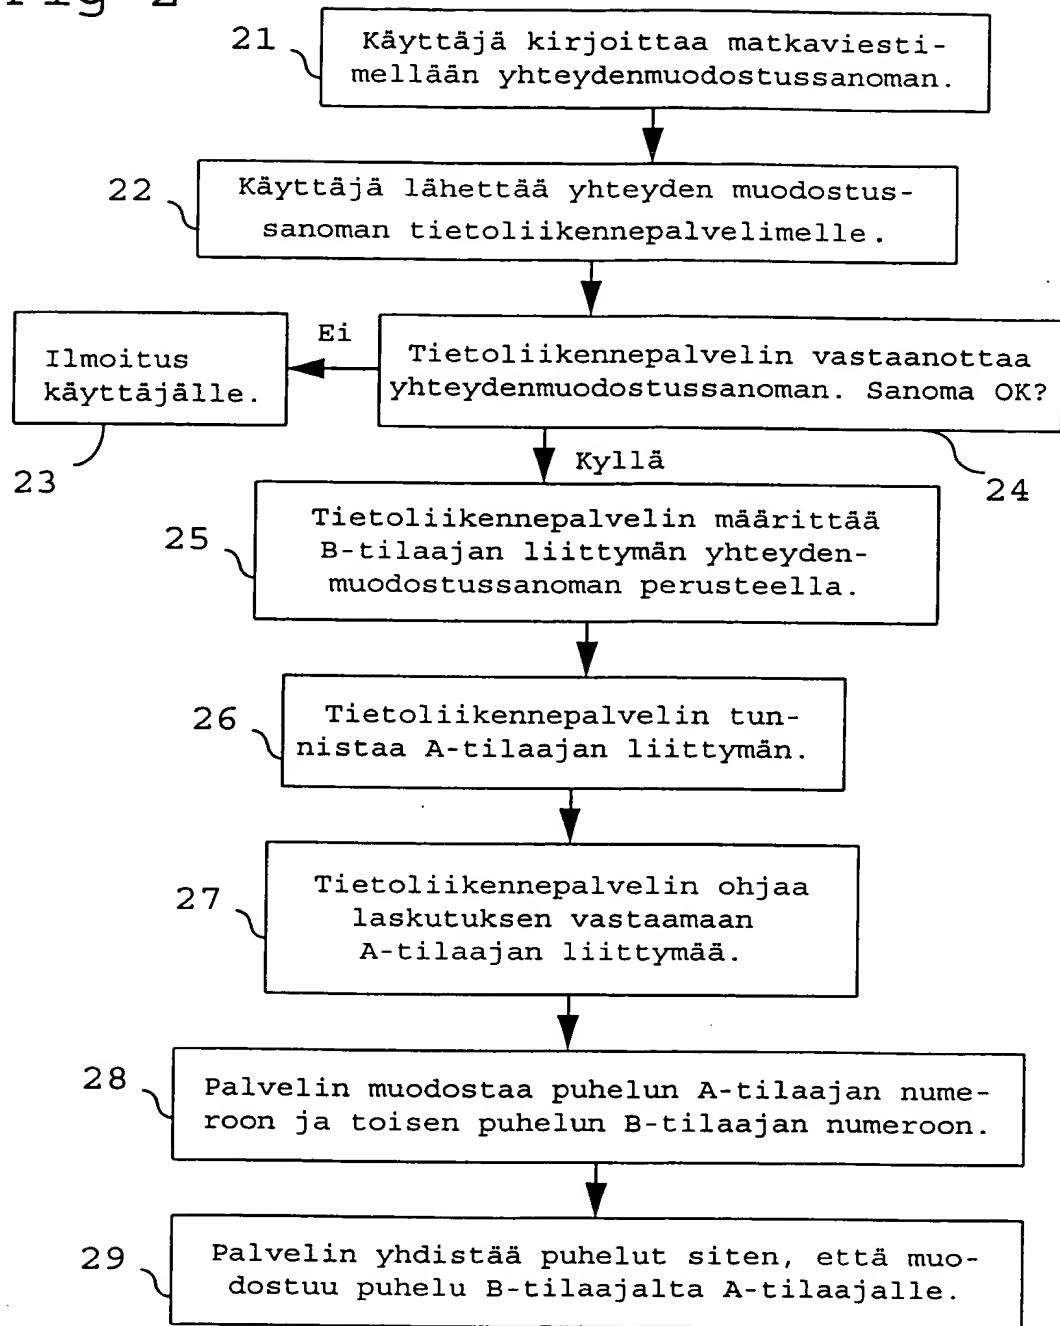 Fig 2
21
Käyttäjä kirjoittaa matkaviesti-
mellään yhteydenmuodostussanoman.
22
Käyttäjä lähettää yhteyden muodostus-
sanoman tietoliikennepalvelimelle.
Ilmoitus
käyttäjälle.
23
Ei
Tietoliikennepalvelin vastaanottaa
yhteydenmuodostussanoman. Sanoma OK?
24
Kyllä
25
Tietoliikennepalvelin määrittää
B-tilaajan liittymän yhteyden-
muodostussanoman perusteella.
26
Tietoliikennepalvelin tun-
nistaa A-tilaajan liittymän.
27
Tietoliikennepalvelin ohjaa
laskutuksen vastaamaan
A-tilaajan liittymää.
28
Palvelin muodostaa puhelun A-tilaajan nume-
roon ja toisen puhelun B-tilaajan numeroon.
29
Palvelin yhdistää puhelut siten, että muo-
dostuu puhelu B-tilaajalta A-tilaajalle.